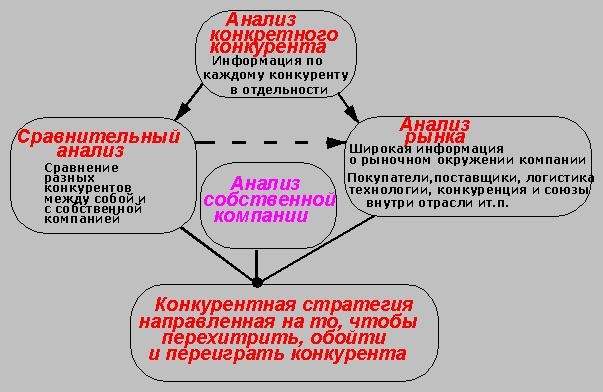 Анализ
конкретного
конкурента
Информация по
каждому конкуренту
в отдельности
Сравнительный
анализ
Сравнение
разных
конкурентов
между собой и
с собственной
компанией
Анализ
рынка
Широкая информация
о рыночном окружении компании
Покупатели,поставщики, логистика
технологии, конкуренция и союзы
внутри отрасли ит.п.
Анализ
собственной
компании
Конкурентная стратегия
направленная на то, чтобы
перехитрить, обойти
и переиграть конкурента